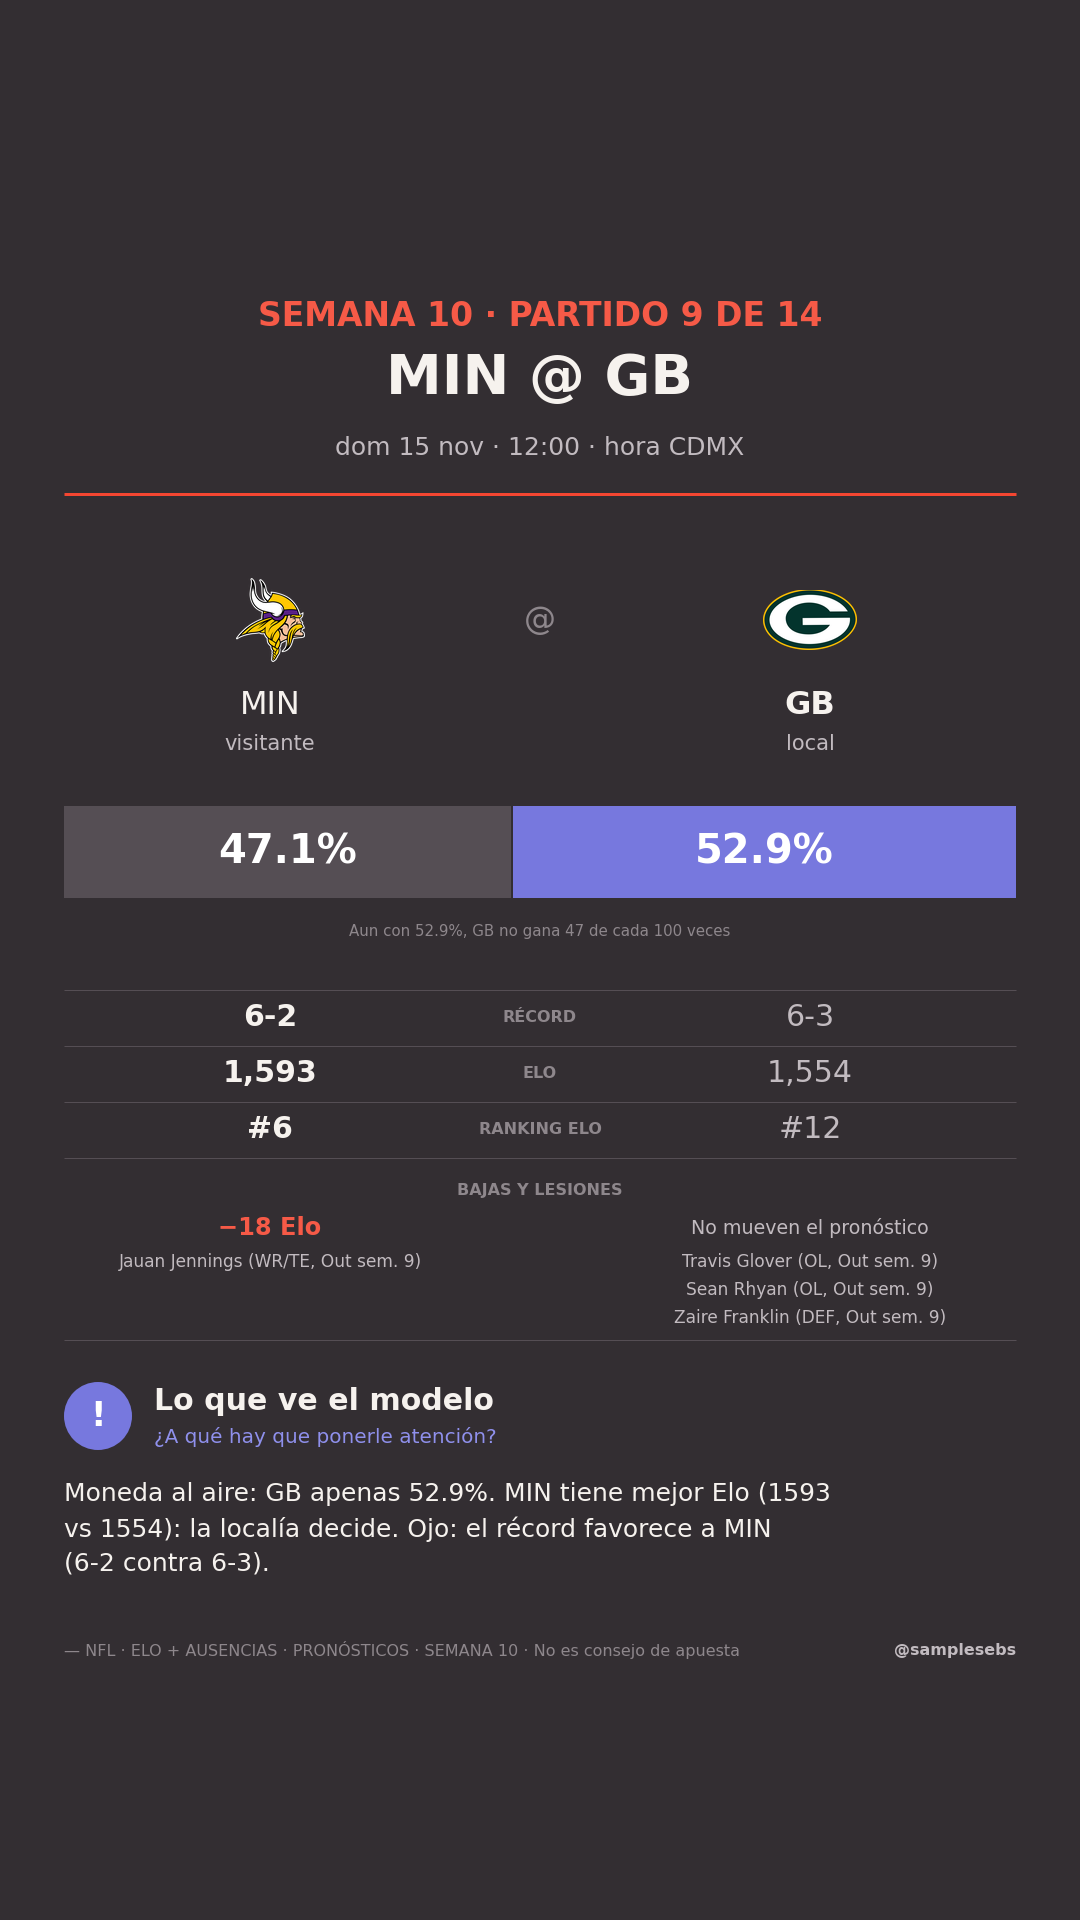 SEMANA 10 · PARTIDO 9 DE 14
MIN @ GB
dom 15 nov · 12:00 · hora CDMX
@
G
MIN
GB
visitante
local
47.1%
52.9%
Aun con 52.9%, GB no gana 47 de cada 100 veces
6-2 RÉCORD 6-3
1,593 ELO 1,554
#6 RANKING ELO #12
BAJAS Y LESIONES
−18 Elo
No mueven el pronóstico
Jauan Jennings (WR/TE, Out sem. 9)
Travis Glover (OL, Out sem. 9)
Sean Rhyan (OL, Out sem. 9)
Zaire Franklin (DEF, Out sem. 9)
!
Lo que ve el modelo
¿A qué hay que ponerle atención?
Moneda al aire: GB apenas 52.9%. MIN tiene mejor Elo (1593
vs 1554): la localía decide. Ojo: el récord favorece a MIN
(6-2 contra 6-3).
— NFL · ELO + AUSENCIAS · PRONÓSTICOS · SEMANA 10 · No es consejo de apuesta
@samplesebs